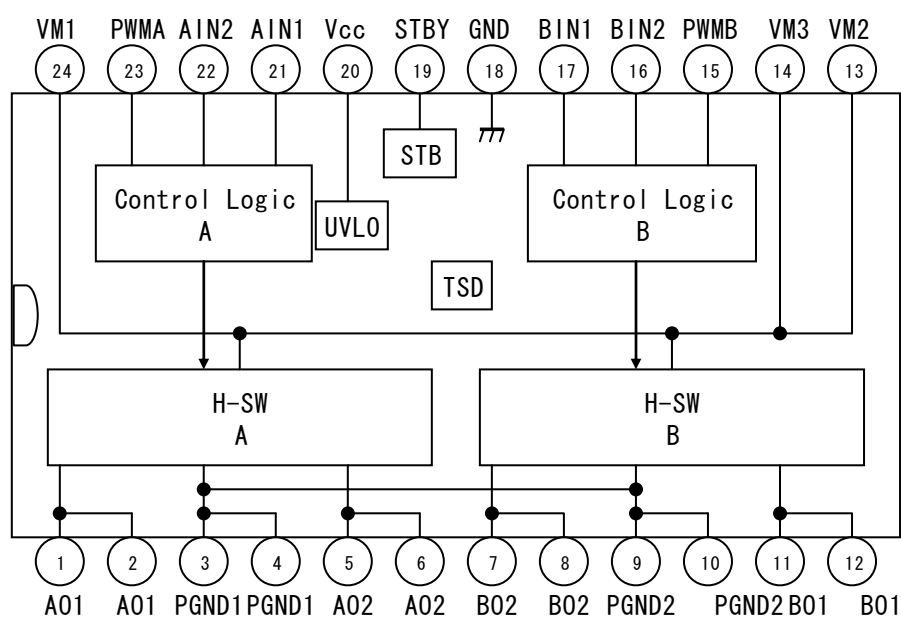 VM1 PWMA AIN2 AIN1 Vcc STBY GND BIN1 BIN2 PWMB VM3 VM2
24 23 22 21 20 19 18 17 16 15 14 13
STB
Control Logic
A
UVLO
Control Logic
B
TSD
H-SW
A
H-SW
B
1 2 3 4 5 6 7 8 9 10 11 12
AO1 AO1 PGND1 PGND1 AO2 AO2 BO2 BO2 PGND2 PGND2 BO1 BO1